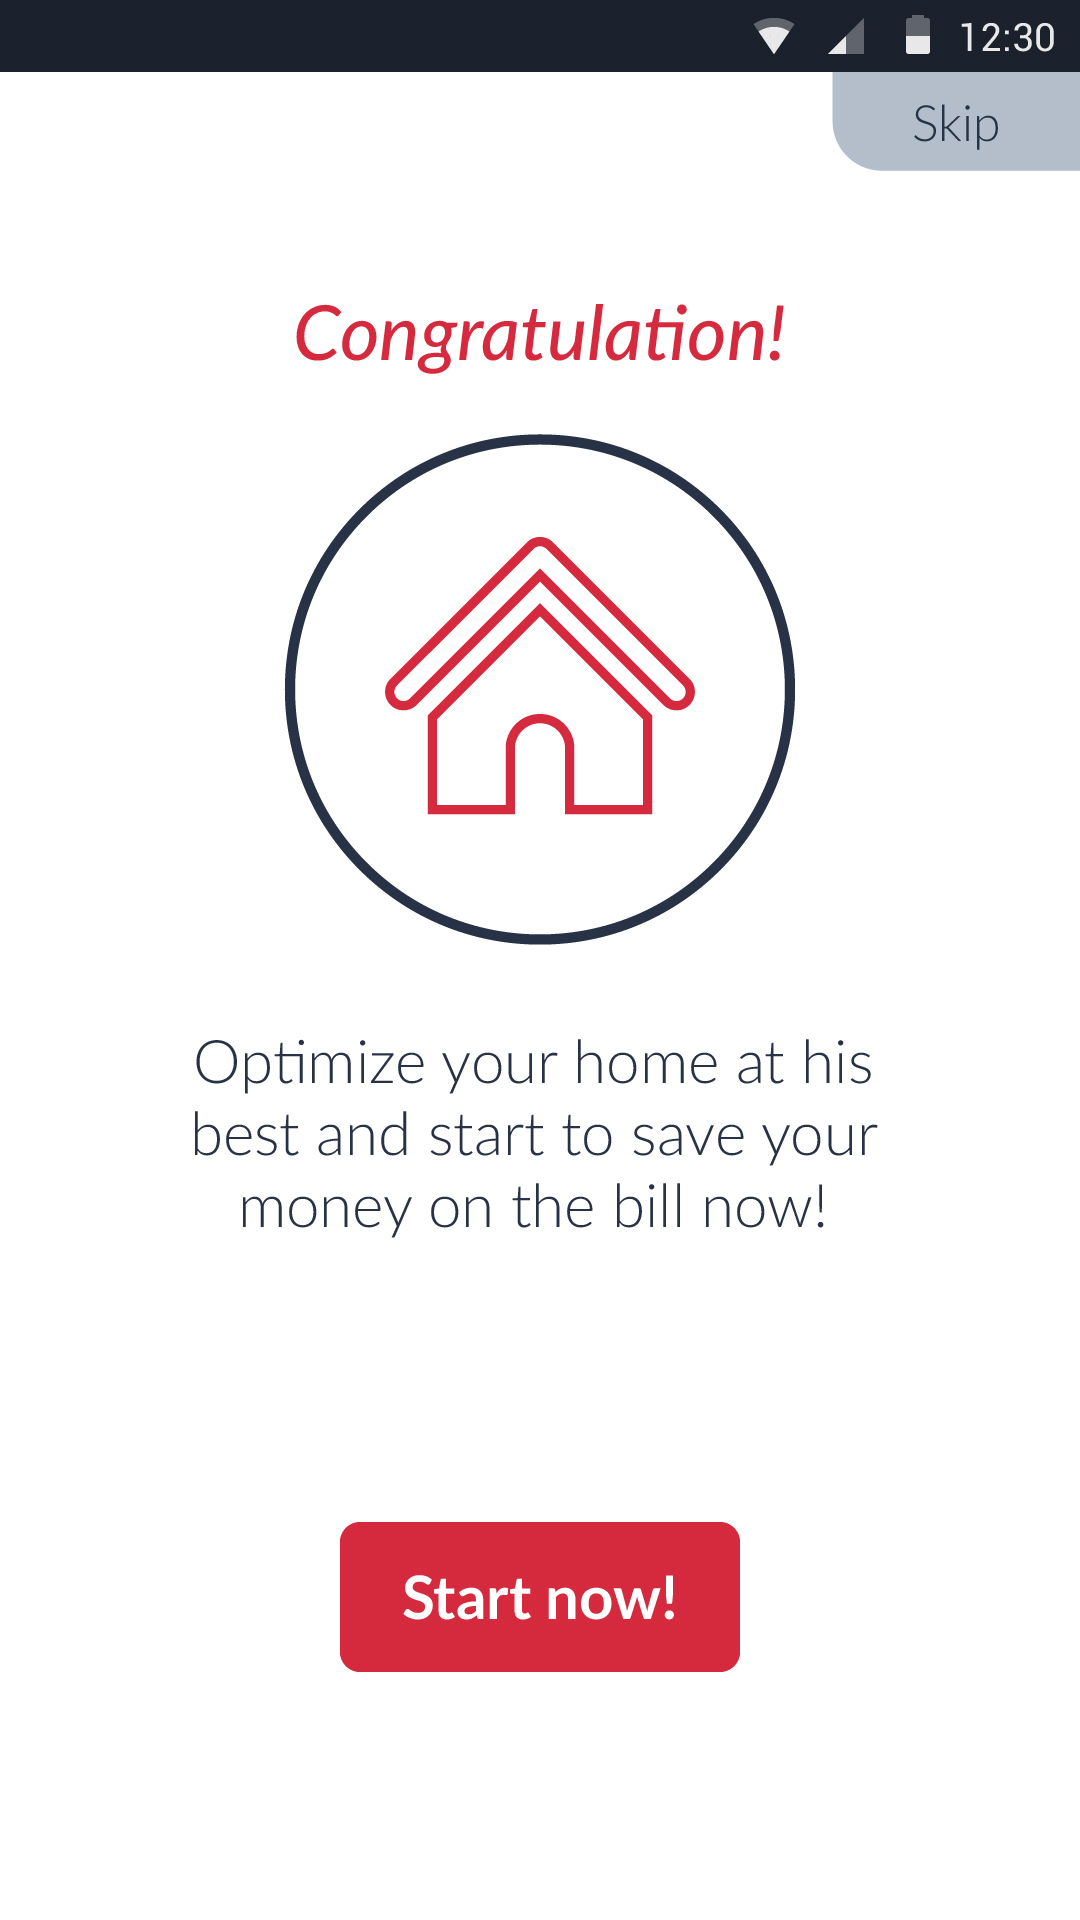 12:30
Skip
Congratulation!
Optimize your home at his
best and start to save your
money on the bill now!
Start now!